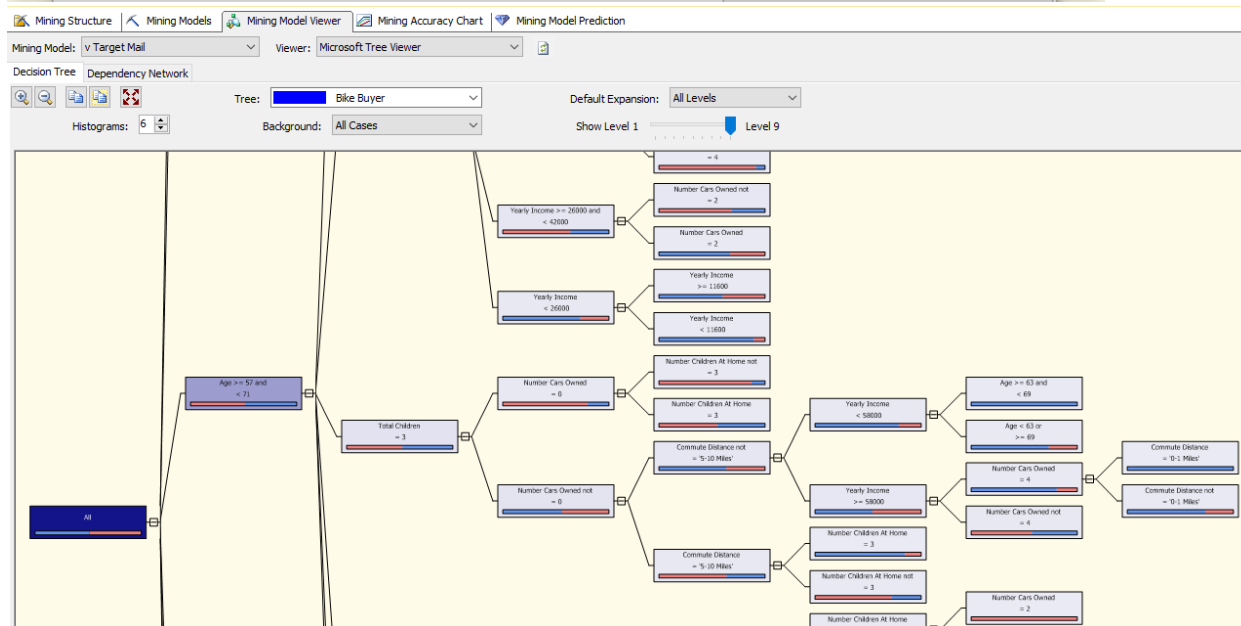 Mining Structure
Mining Models
Mining Model Viewer
Mining Accuracy Chart
Mining Model Prediction
Mining Model: v Target Mail
Viewer: Microsoft Tree Viewer
Decision Tree
Dependency Network
Tree: Bike Buyer
Default Expansion: All Levels
Histograms: 6
Background: All Cases
Show Level 1
Level 9
= 4
Number Cars Owned not
= 2
Yearly Income >= 26000 and
< 42000
Number Cars Owned
= 2
Yearly Income
>= 11600
Yearly Income
< 26000
Yearly Income
< 11600
Number Children At Home not
= 3
Age >= 57 and
< 71
Number Cars Owned
= 0
Age >= 63 and
< 69
Number Children At Home
= 3
Yearly Income
< 58000
Total Children
= 3
Age < 63 or
>= 69
Commute Distance not
= '5-10 Miles'
Commute Distance
= '0-1 Miles'
Number Cars Owned
= 4
Number Cars Owned not
= 0
Yearly Income
>= 58000
Commute Distance not
= '0-1 Miles'
All
Number Cars Owned not
= 4
Number Children At Home
= 3
Commute Distance
= '5-10 Miles'
Number Children At Home not
= 3
Number Cars Owned
= 2
Number Children At Home